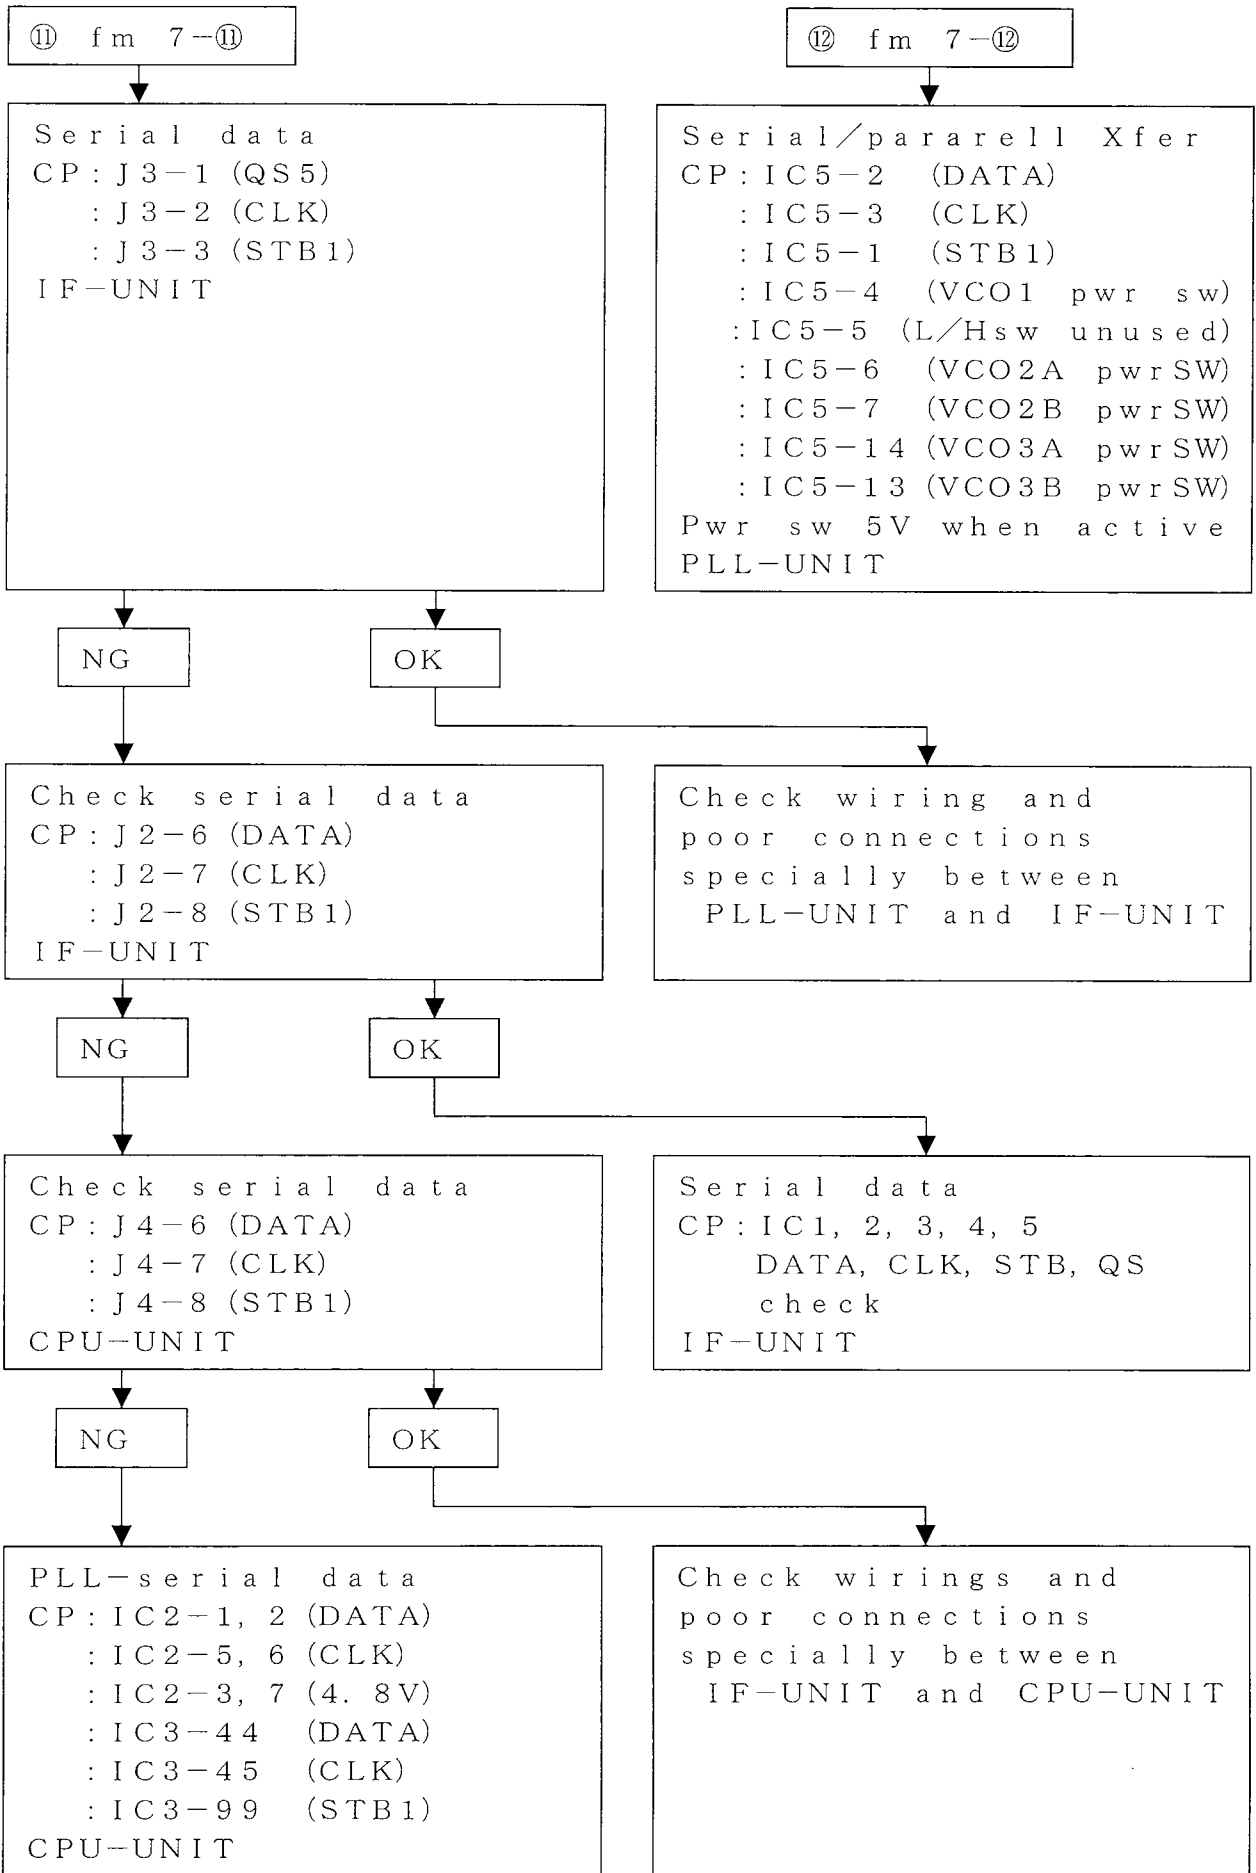 ⑪ fm 7-⑪
Serial data
CP:J3-1(QS5)
:J3-2(CLK)
:J3-3(STB1)
IF-UNIT
⑫ fm 7-⑫
Serial/pararell Xfer
CP:IC5-2 (DATA)
:IC5-3 (CLK)
:IC5-1 (STB1)
:IC5-4 (VCO1 pwr sw)
:IC5-5 (L/Hsw unused)
:IC5-6 (VCO2A pwrSW)
:IC5-7 (VCO2B pwrSW)
:IC5-14(VCO3A pwrSW)
:IC5-13(VCO3B pwrSW)
Pwr sw 5V when active
PLL-UNIT
NG
OK
Check serial data
CP:J2-6(DATA)
:J2-7(CLK)
:J2-8(STB1)
IF-UNIT
Check wiring and
poor connections
specially between
PLL-UNIT and IF-UNIT
NG
OK
Check serial data
CP:J4-6(DATA)
:J4-7(CLK)
:J4-8(STB1)
CPU-UNIT
Serial data
CP:IC1,2,3,4,5
DATA,CLK,STB,QS
check
IF-UNIT
NG
OK
PLL-serial data
CP:IC2-1,2(DATA)
:IC2-5,6(CLK)
:IC2-3,7(4.8V)
:IC3-44 (DATA)
:IC3-45 (CLK)
:IC3-99 (STB1)
CPU-UNIT
Check wirings and
poor connections
specially between
IF-UNIT and CPU-UNIT